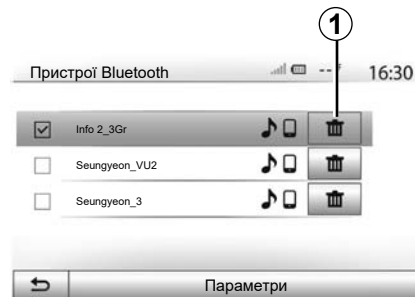 1
Пристрої Bluetooth -- ° 16:30
Info 2_3Gr
Seungyeon_VU2
Seungyeon_3
Параметри